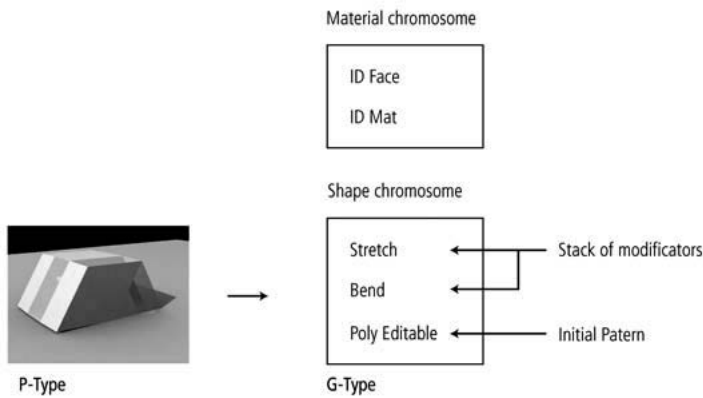 Material chromosome
ID Face
ID Mat
Shape chromosome
Stretch
Bend
Poly Editable
Stack of modificators
Initial Patern
P-Type
G-Type